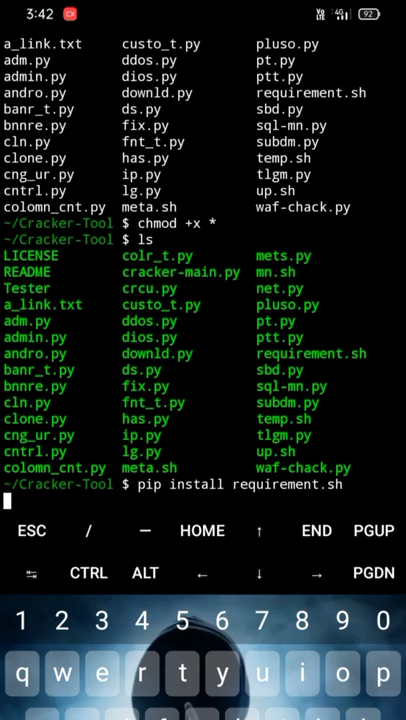 3:42 Vo LTE 4G 92
a_link.txt custo_t.py pluso.py
adm.py ddos.py pt.py
admin.py dios.py ptt.py
andro.py downld.py requirement.sh
banr_t.py ds.py sbd.py
bnnre.py fix.py sql-mn.py
cln.py fnt_t.py subdm.py
clone.py has.py temp.sh
cng_ur.py ip.py tlgm.py
cntrl.py lg.py up.sh
colomn_cnt.py meta.sh waf-chack.py
~/Cracker-Tool $ chmod +x *
~/Cracker-Tool $ ls
LICENSE colr_t.py mets.py
README cracker-main.py mn.sh
Tester crcu.py net.py
a_link.txt custo_t.py pluso.py
adm.py ddos.py pt.py
admin.py dios.py ptt.py
andro.py downld.py requirement.sh
banr_t.py ds.py sbd.py
bnnre.py fix.py sql-mn.py
cln.py fnt_t.py subdm.py
clone.py has.py temp.sh
cng_ur.py ip.py tlgm.py
cntrl.py lg.py up.sh
colomn_cnt.py meta.sh waf-chack.py
~/Cracker-Tool $ pip install requirement.sh
ESC / — HOME ↑ END PGUP
↹ CTRL ALT ← ↓ → PGDN
1 2 3 4 5 6 7 8 9 0
q w e r t y u i o p